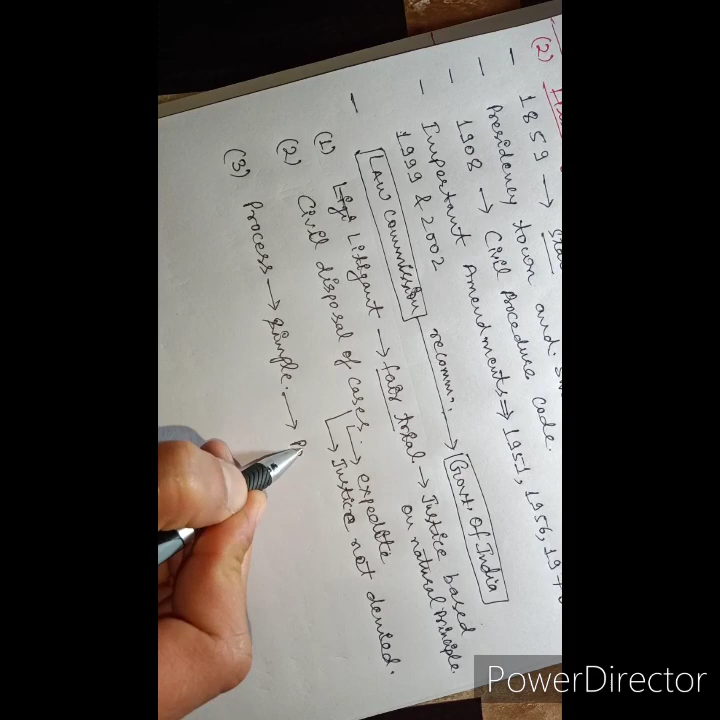 (2)
- 1859 →
Presidency town and
- 1908 → Civil Procedure Code.
- Important Amendments ⇒ 1951, 1956, 19
1999 & 2002
- Law Commission recomm. → Govt. Of India
(1) Litigant → fair trial. → Justice based
on natural Principle.
(2) Civil disposal of cases. → expedite
→ Justice not denied.
(3) Process → simple. →
PowerDirector